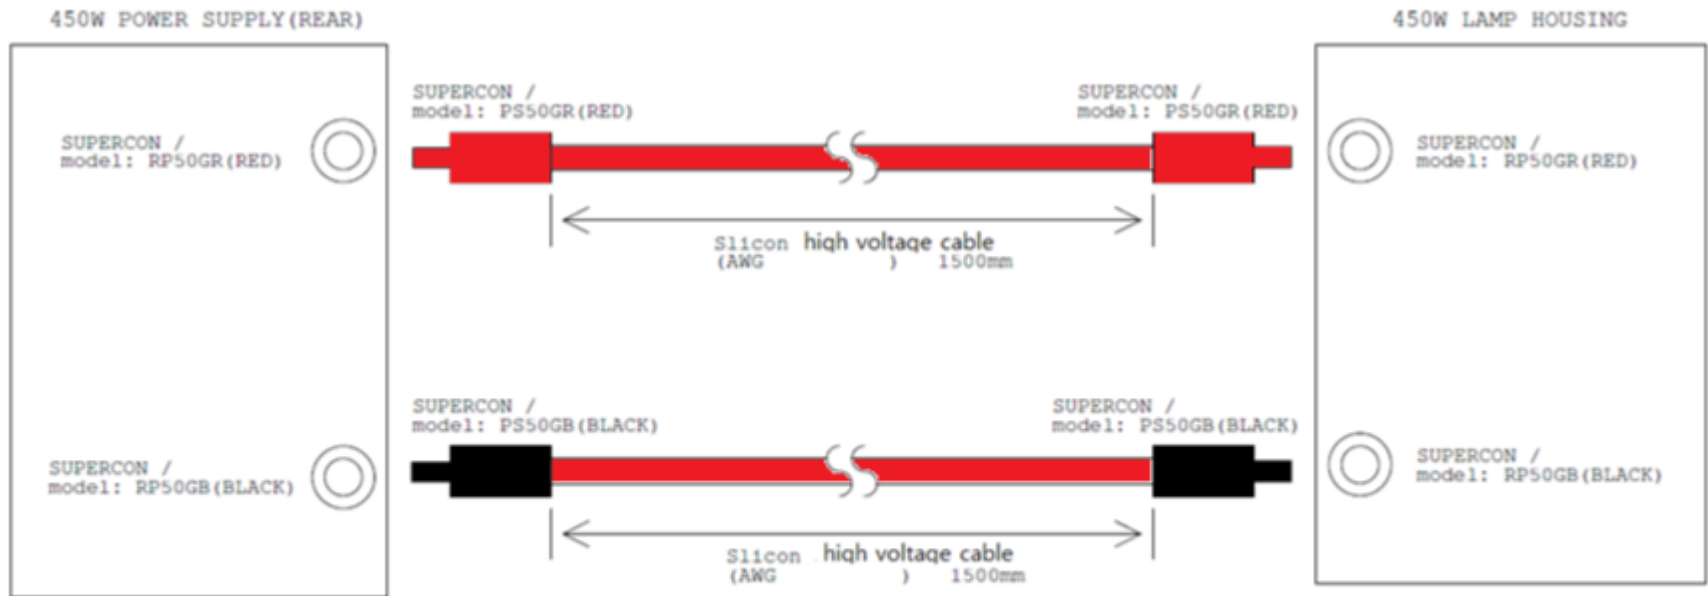 450W POWER SUPPLY(REAR)
450W LAMP HOUSING
SUPERCON /
model: PS50GR(RED)
SUPERCON /
model: PS50GR(RED)
SUPERCON /
model: RP50GR(RED)
SUPERCON /
model: RP50GR(RED)
Slicon high voltage cable
(AWG ) 1500mm
SUPERCON /
model: PS50GB(BLACK)
SUPERCON /
model: PS50GB(BLACK)
SUPERCON /
model: RP50GB(BLACK)
SUPERCON /
model: RP50GB(BLACK)
Slicon high voltage cable
(AWG ) 1500mm